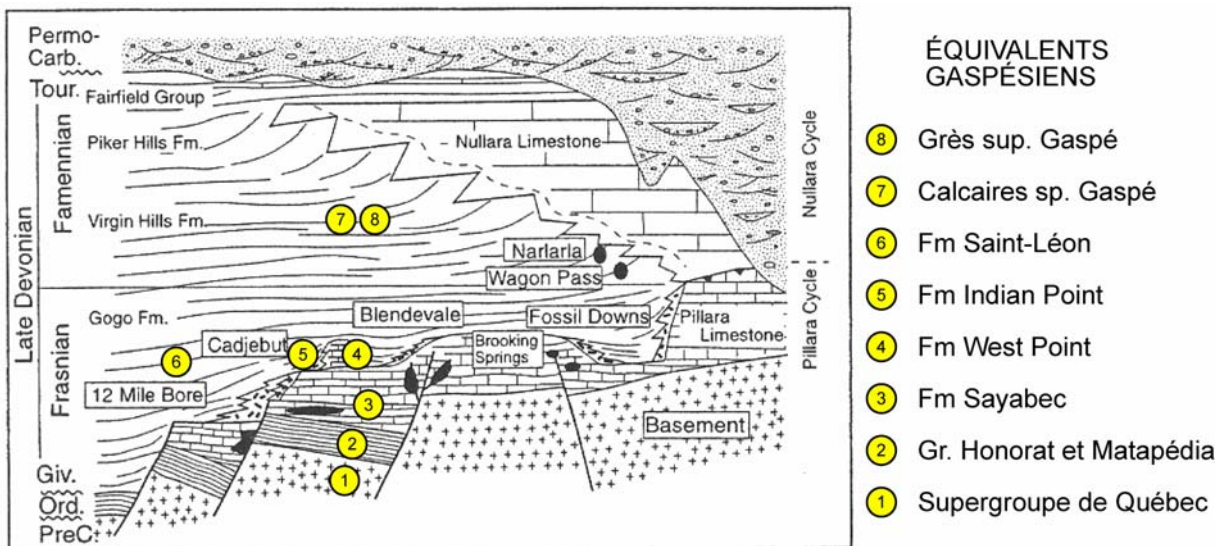 Permo-
Carb.
Tour.
Fairfield Group
Piker Hills Fm.
Nullara Limestone
Virgin Hills Fm.
7 8
Narlarla
Wagon Pass
Gogo Fm.
Blendevale
Fossil Downs
Pillara
Limestone
Cadjebut
5
4
Brooking
Springs
6
12 Mile Bore
3
2
Basement
1
Giv.
Ord.
PreC.
Late Devonian
Famennian
Frasnian
Nullara Cycle
Pillara Cycle
ÉQUIVALENTS
GASPÉSIENS
8 Grès sup. Gaspé
7 Calcaires sp. Gaspé
6 Fm Saint-Léon
5 Fm Indian Point
4 Fm West Point
3 Fm Sayabec
2 Gr. Honorat et Matapédia
1 Supergroupe de Québec